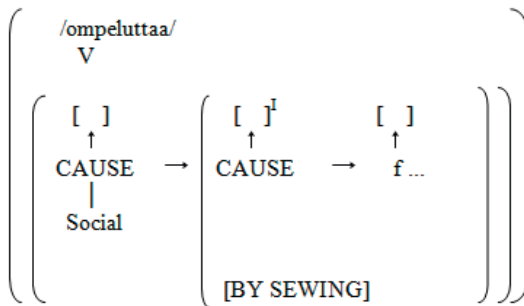 /ompeluttaa/
V
[ ] [ ]ᴵ [ ]
↑ ↑ ↑
CAUSE → CAUSE → f ...
|
Social
[BY SEWING]